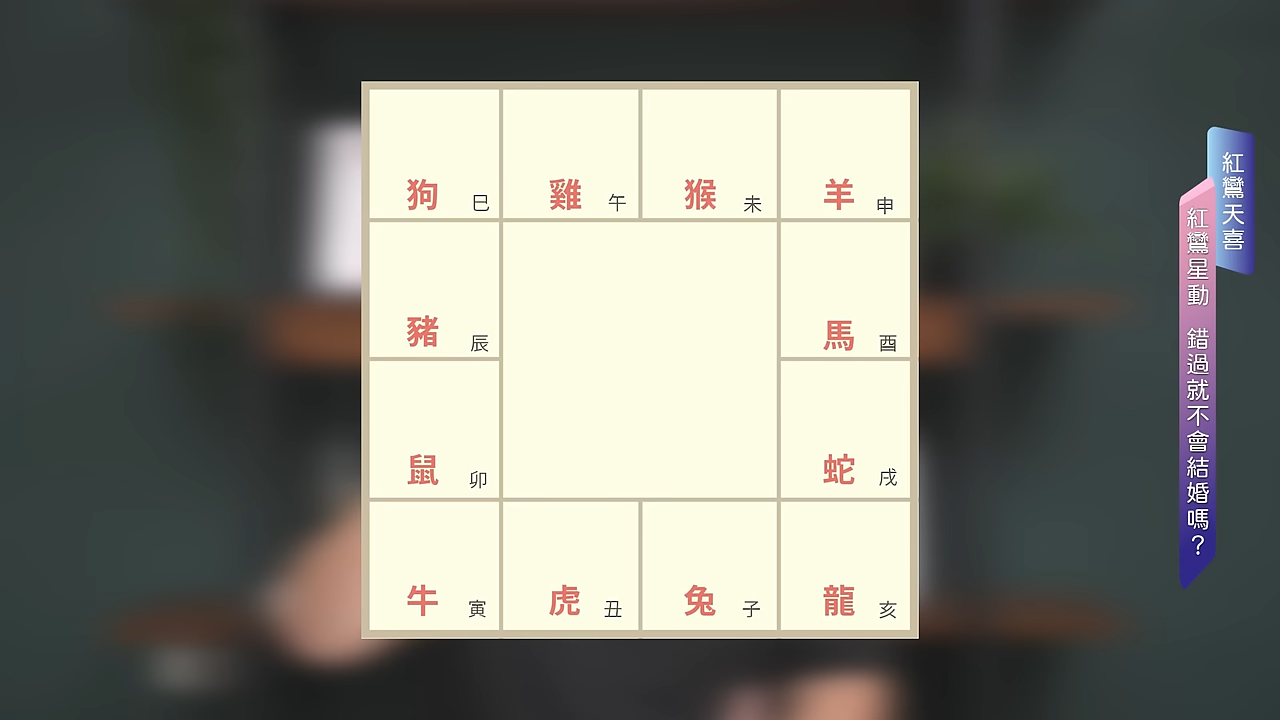 狗 巳
雞 午
猴 未
羊 申
豬 辰
馬 酉
鼠 卯
蛇 戌
牛 寅
虎 丑
兔 子
龍 亥
紅鸞天喜
紅鸞星動 錯過就不會結婚嗎？